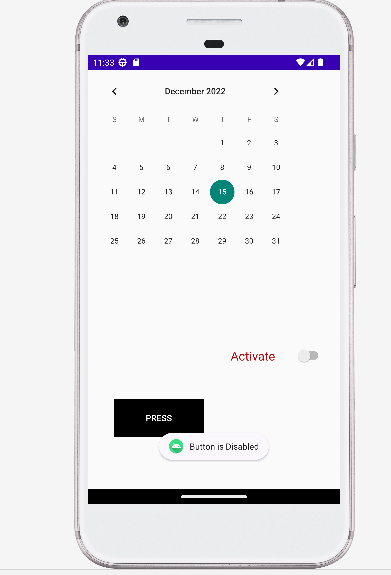 11:33
December 2022
S M T W T F S
1 2 3
4 5 6 7 8 9 10
11 12 13 14 15 16 17
18 19 20 21 22 23 24
25 26 27 28 29 30 31
Activate
PRESS
Button is Disabled